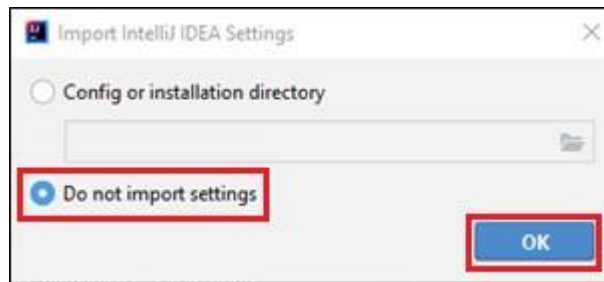 Import IntelliJ IDEA Settings
Config or installation directory
Do not import settings
OK